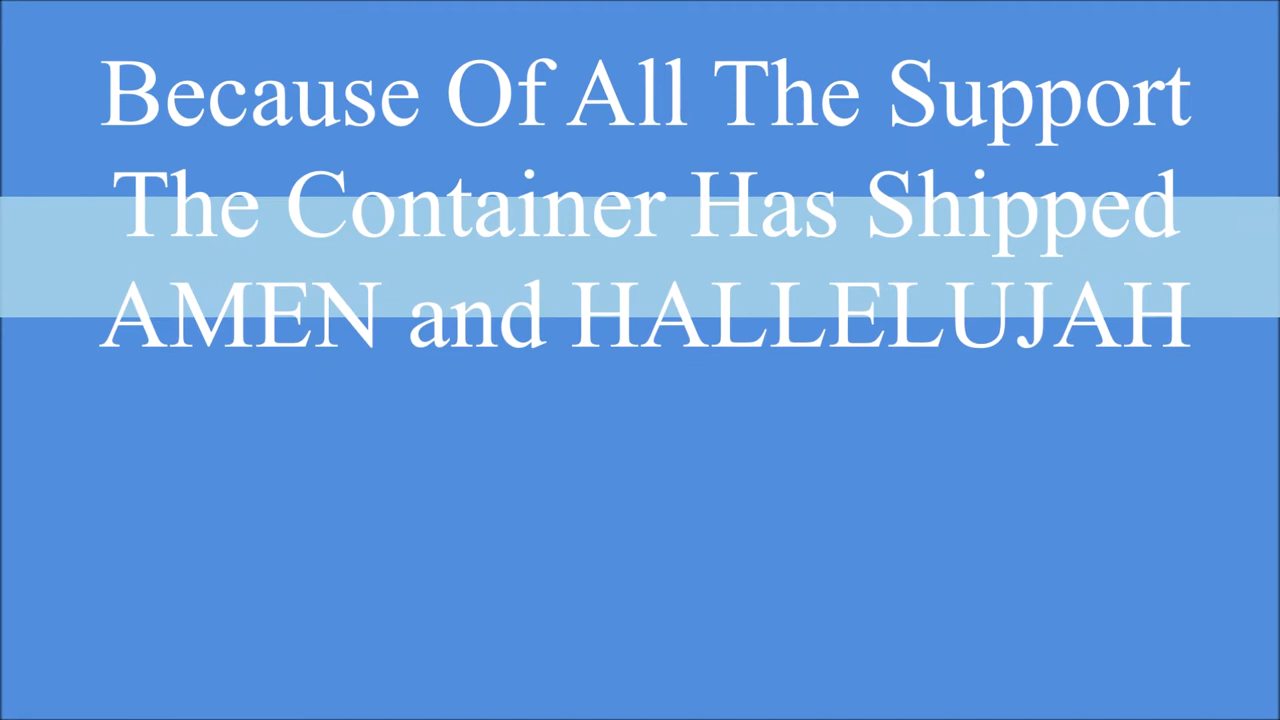 Because Of All The Support
The Container Has Shipped
AMEN and HALLELUJAH